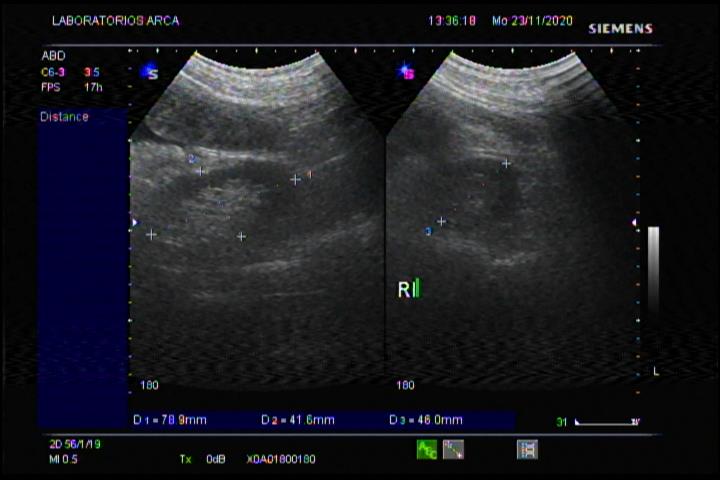 LABORATORIOS ARCA
13:36:18 Mo 23/11/2020
SIEMENS
ABD
C6-3 3.5
FPS 17h
Distance
S
S
2
1
3
RI
180
180
L
D1 = 78.9mm D2 = 41.6mm D3 = 46.0mm
31
2D 56/1/19
MI 0.5 Tx 0dB X0A01800180